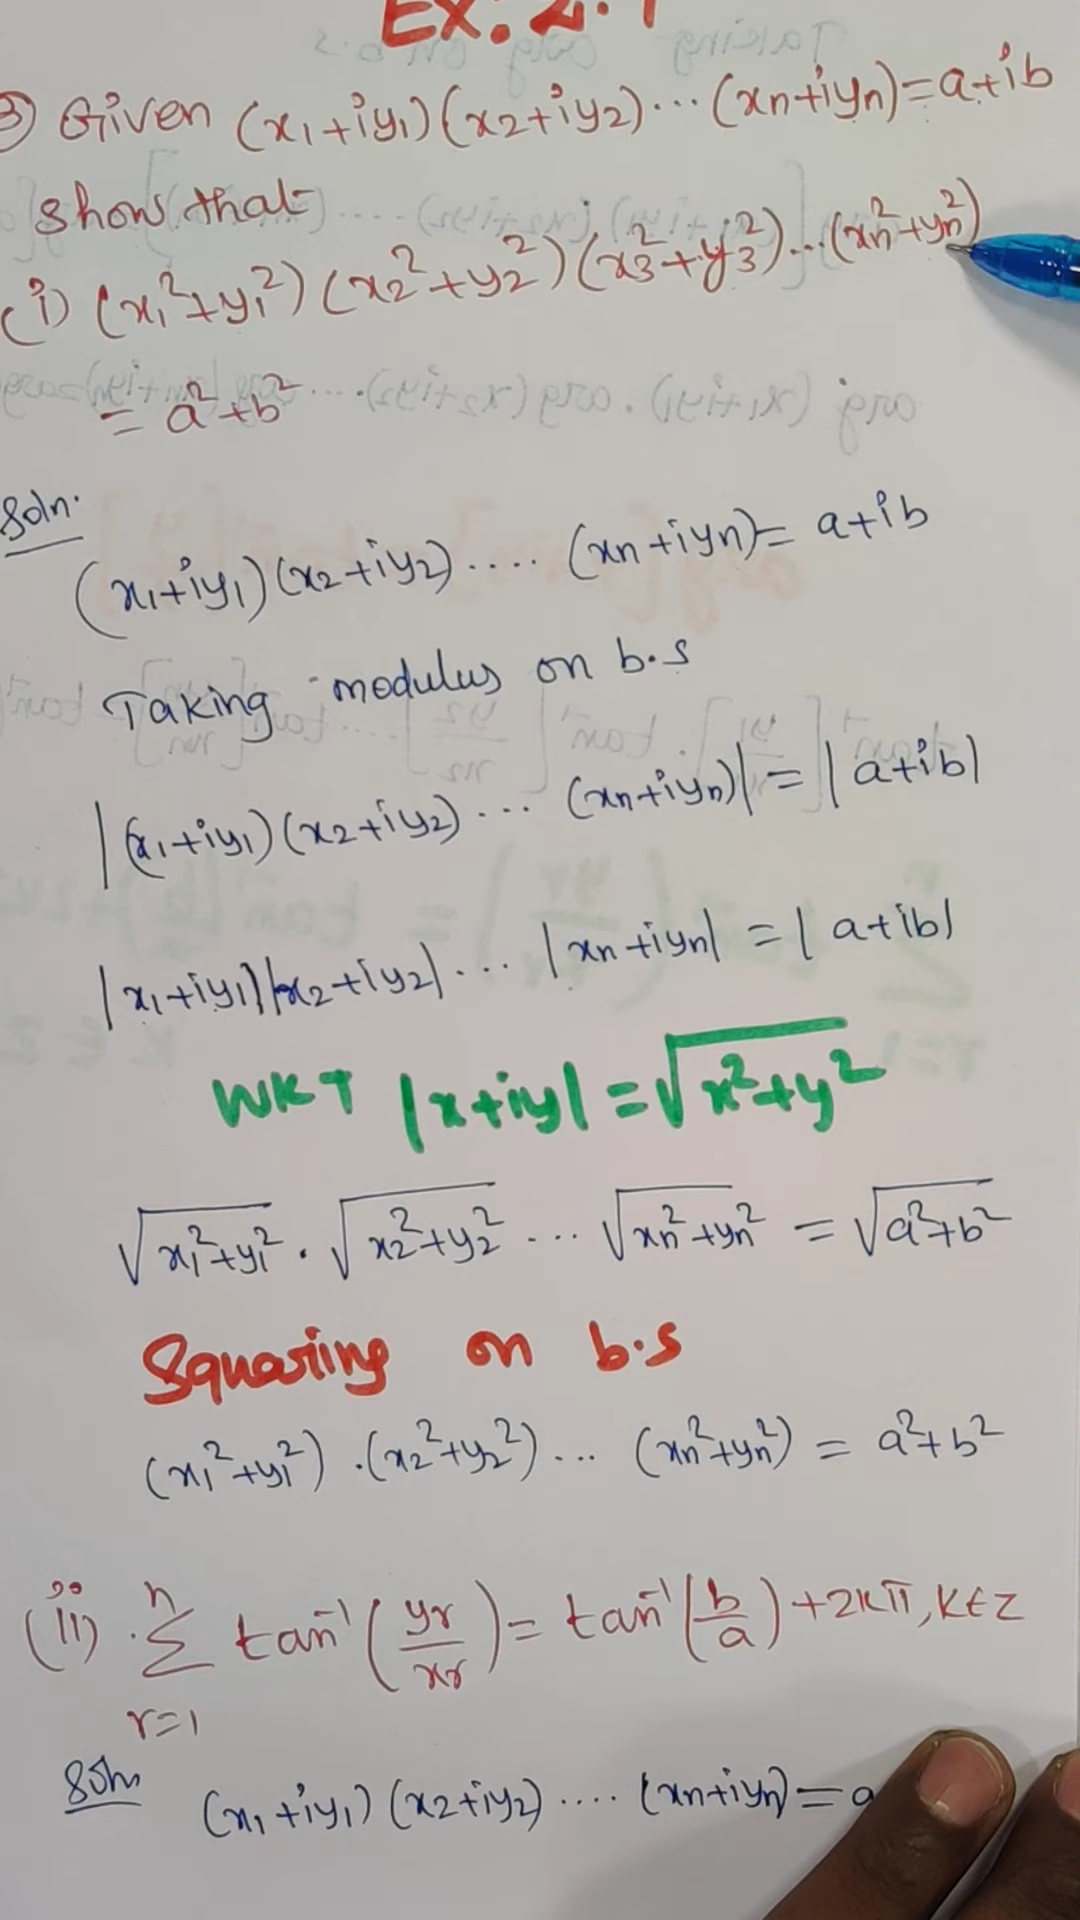 Ex. 2.7
3) Given (x₁+iy₁)(x₂+iy₂)...(xn+iyn)=a+ib
show that
(i) (x₁²+y₁²)(x₂²+y₂²)(x₃²+y₃²)...(xn²+yn²)
= a²+b²
Soln.
(x₁+iy₁)(x₂+iy₂).... (xn+iyn)= a+ib
Taking modulus on b.s
|(x₁+iy₁)(x₂+iy₂)... (xn+iyn)|=|a+ib|
|x₁+iy₁||x₂+iy₂|... |xn+iyn| = |a+ib|
WKT |x+iy|=√x²+y²
√x₁²+y₁² . √x₂²+y₂² ... √xn²+yn² = √a²+b²
Squaring on b.s
(x₁²+y₁²).(x₂²+y₂²)... (xn²+yn²) = a²+b²
(ii) n Σ r=1 tan⁻¹(yr/xr)= tan⁻¹(b/a)+2kπ, k∈Z
Soln (x₁+iy₁)(x₂+iy₂)....(xn+iyn)=a